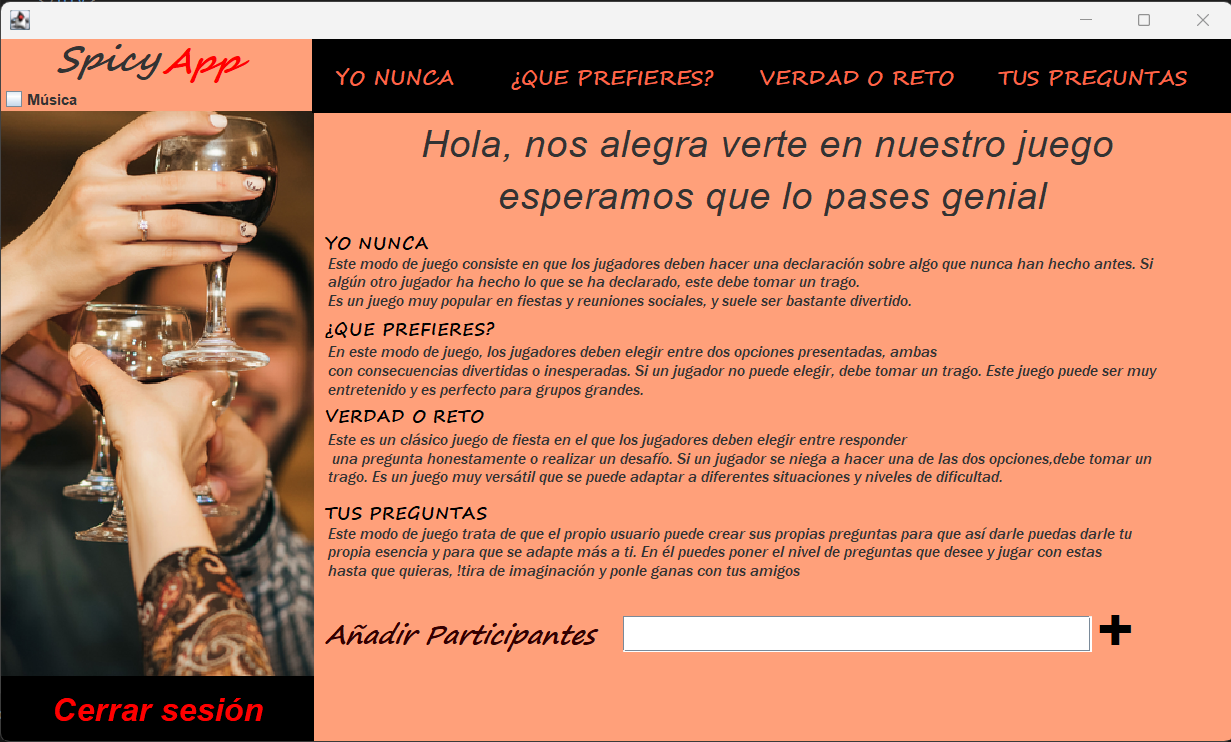 Spicy App
Música
YO NUNCA
¿QUE PREFIERES?
VERDAD O RETO
TUS PREGUNTAS
Hola, nos alegra verte en nuestro juego
esperamos que lo pases genial
YO NUNCA
Este modo de juego consiste en que los jugadores deben hacer una declaración sobre algo que nunca han hecho antes. Si
algún otro jugador ha hecho lo que se ha declarado, este debe tomar un trago.
Es un juego muy popular en fiestas y reuniones sociales, y suele ser bastante divertido.
¿QUE PREFIERES?
En este modo de juego, los jugadores deben elegir entre dos opciones presentadas, ambas
con consecuencias divertidas o inesperadas. Si un jugador no puede elegir, debe tomar un trago. Este juego puede ser muy
entretenido y es perfecto para grupos grandes.
VERDAD O RETO
Este es un clásico juego de fiesta en el que los jugadores deben elegir entre responder
una pregunta honestamente o realizar un desafío. Si un jugador se niega a hacer una de las dos opciones,debe tomar un
trago. Es un juego muy versátil que se puede adaptar a diferentes situaciones y niveles de dificultad.
TUS PREGUNTAS
Este modo de juego trata de que el propio usuario puede crear sus propias preguntas para que así darle puedas darle tu
propia esencia y para que se adapte más a ti. En él puedes poner el nivel de preguntas que desee y jugar con estas
hasta que quieras, !tira de imaginación y ponle ganas con tus amigos
Añadir Participantes
Cerrar sesión